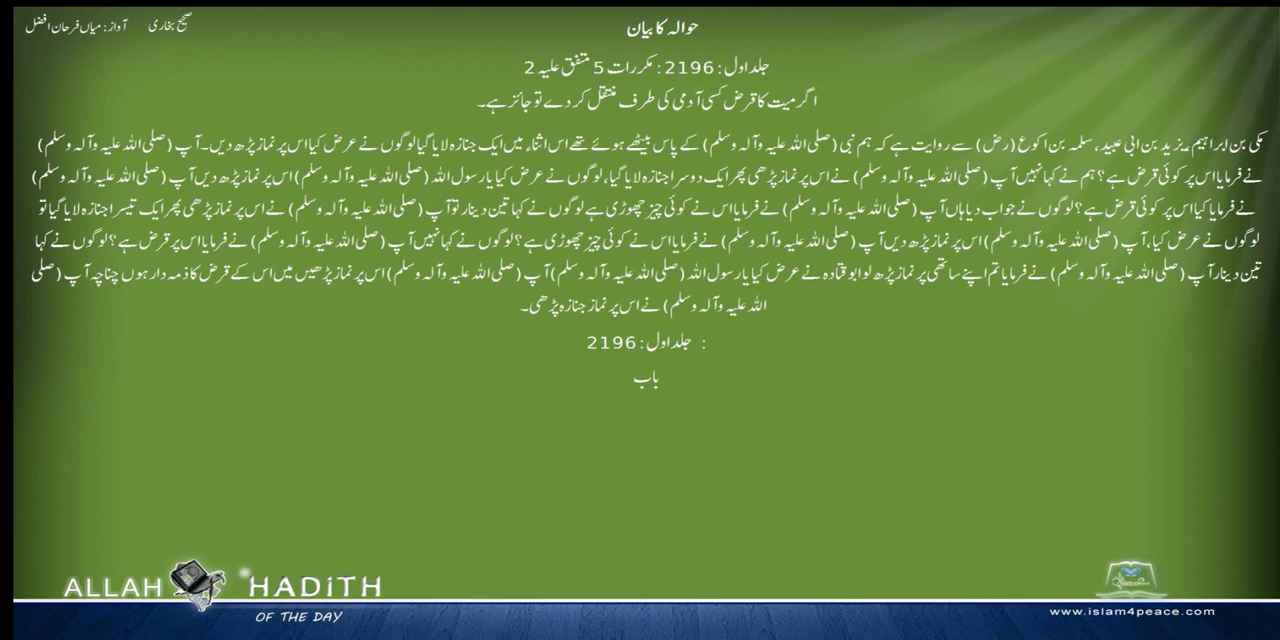 صحیح بخاری
آواز: میاں فرحان افضل
حوالہ کا بیان
جلد اول: 2196: مکررات 5 متفق علیہ 2
اگر میت کا قرض کسی آدمی کی طرف منتقل کردے تو جائز ہے۔
مکی بن ابراہیم یزید بن ابی عبید، سلمہ بن اکوع (رض) سے روایت ہے کہ ہم نبی (صلی اللہ علیہ وآلہ وسلم) کے پاس بیٹھے ہوئے تھے اس اثناء میں ایک جنازہ لایا گیا لوگوں نے عرض کیا اس پر نماز پڑھ دیں۔ آپ (صلی اللہ علیہ وآلہ وسلم)
نے فرمایا اس پر کوئی قرض ہے؟ ہم نے کہا نہیں آپ (صلی اللہ علیہ وآلہ وسلم) نے اس پر نماز پڑھی پھر ایک دوسرا جنازہ لایا گیا، لوگوں نے عرض کیا یا رسول اللہ (صلی اللہ علیہ وآلہ وسلم) اس پر نماز پڑھ دیں آپ (صلی اللہ علیہ وآلہ وسلم)
نے فرمایا کیا اس پر کوئی قرض ہے؟ لوگوں نے جواب دیا ہاں آپ (صلی اللہ علیہ وآلہ وسلم) نے فرمایا اس نے کوئی چیز چھوڑی ہے لوگوں نے کہا تین دینار تو آپ (صلی اللہ علیہ وآلہ وسلم) نے اس پر نماز پڑھی پھر ایک تیسرا جنازہ لایا گیا تو
لوگوں نے عرض کیا، آپ (صلی اللہ علیہ وآلہ وسلم) اس پر نماز پڑھ دیں آپ (صلی اللہ علیہ وآلہ وسلم) نے فرمایا اس نے کوئی چیز چھوڑی ہے؟ لوگوں نے کہا نہیں آپ (صلی اللہ علیہ وآلہ وسلم) نے فرمایا اس پر قرض ہے؟ لوگوں نے کہا
تین دینار آپ (صلی اللہ علیہ وآلہ وسلم) نے فرمایا تم اپنے ساتھی پر نماز پڑھ لو ابو قتادہ نے عرض کیا یا رسول اللہ (صلی اللہ علیہ وسلم) آپ (صلی اللہ علیہ وآلہ وسلم) اس پر نماز پڑھیں میں اس کے قرض کا ذمہ دار ہوں چناچہ آپ (صلی
اللہ علیہ وآلہ وسلم) نے اس پر نماز جنازہ پڑھی۔
: جلد اول: 2196
باب
ALLAH HADITH
OF THE DAY
www.islam4peace.com